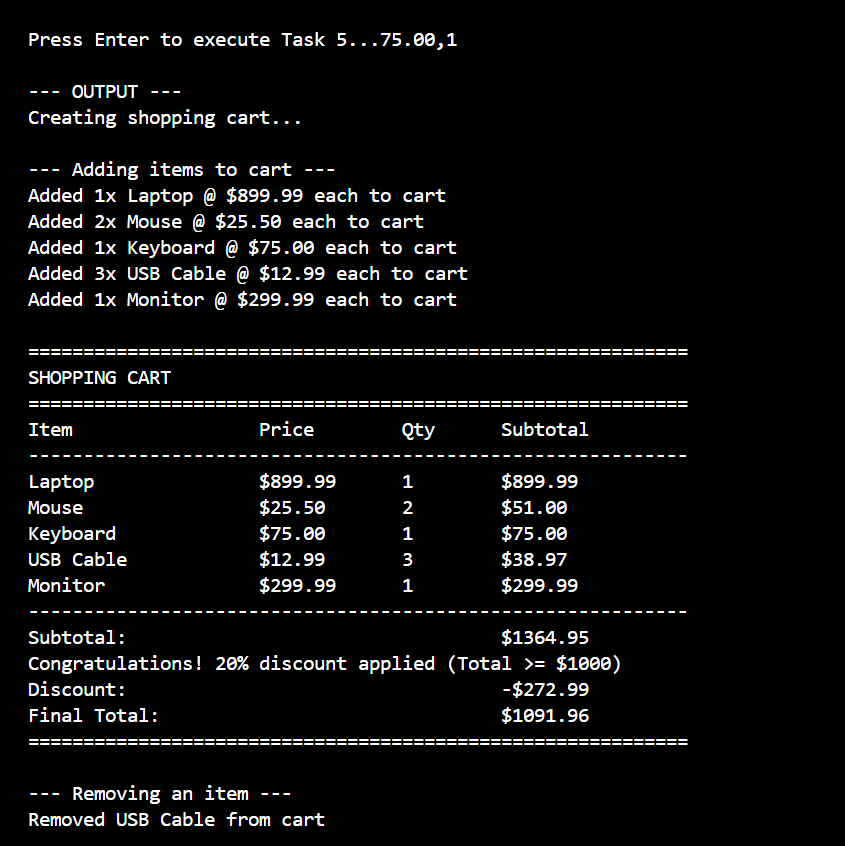 Press Enter to execute Task 5...75.00,1
--- OUTPUT ---
Creating shopping cart...
--- Adding items to cart ---
Added 1x Laptop @ $899.99 each to cart
Added 2x Mouse @ $25.50 each to cart
Added 1x Keyboard @ $75.00 each to cart
Added 3x USB Cable @ $12.99 each to cart
Added 1x Monitor @ $299.99 each to cart
============================================================
SHOPPING CART
============================================================
Item                 Price        Qty      Subtotal
------------------------------------------------------------
Laptop               $899.99      1        $899.99
Mouse                $25.50       2        $51.00
Keyboard             $75.00       1        $75.00
USB Cable            $12.99       3        $38.97
Monitor              $299.99      1        $299.99
------------------------------------------------------------
Subtotal:                                  $1364.95
Congratulations! 20% discount applied (Total >= $1000)
Discount:                                  -$272.99
Final Total:                               $1091.96
============================================================
--- Removing an item ---
Removed USB Cable from cart